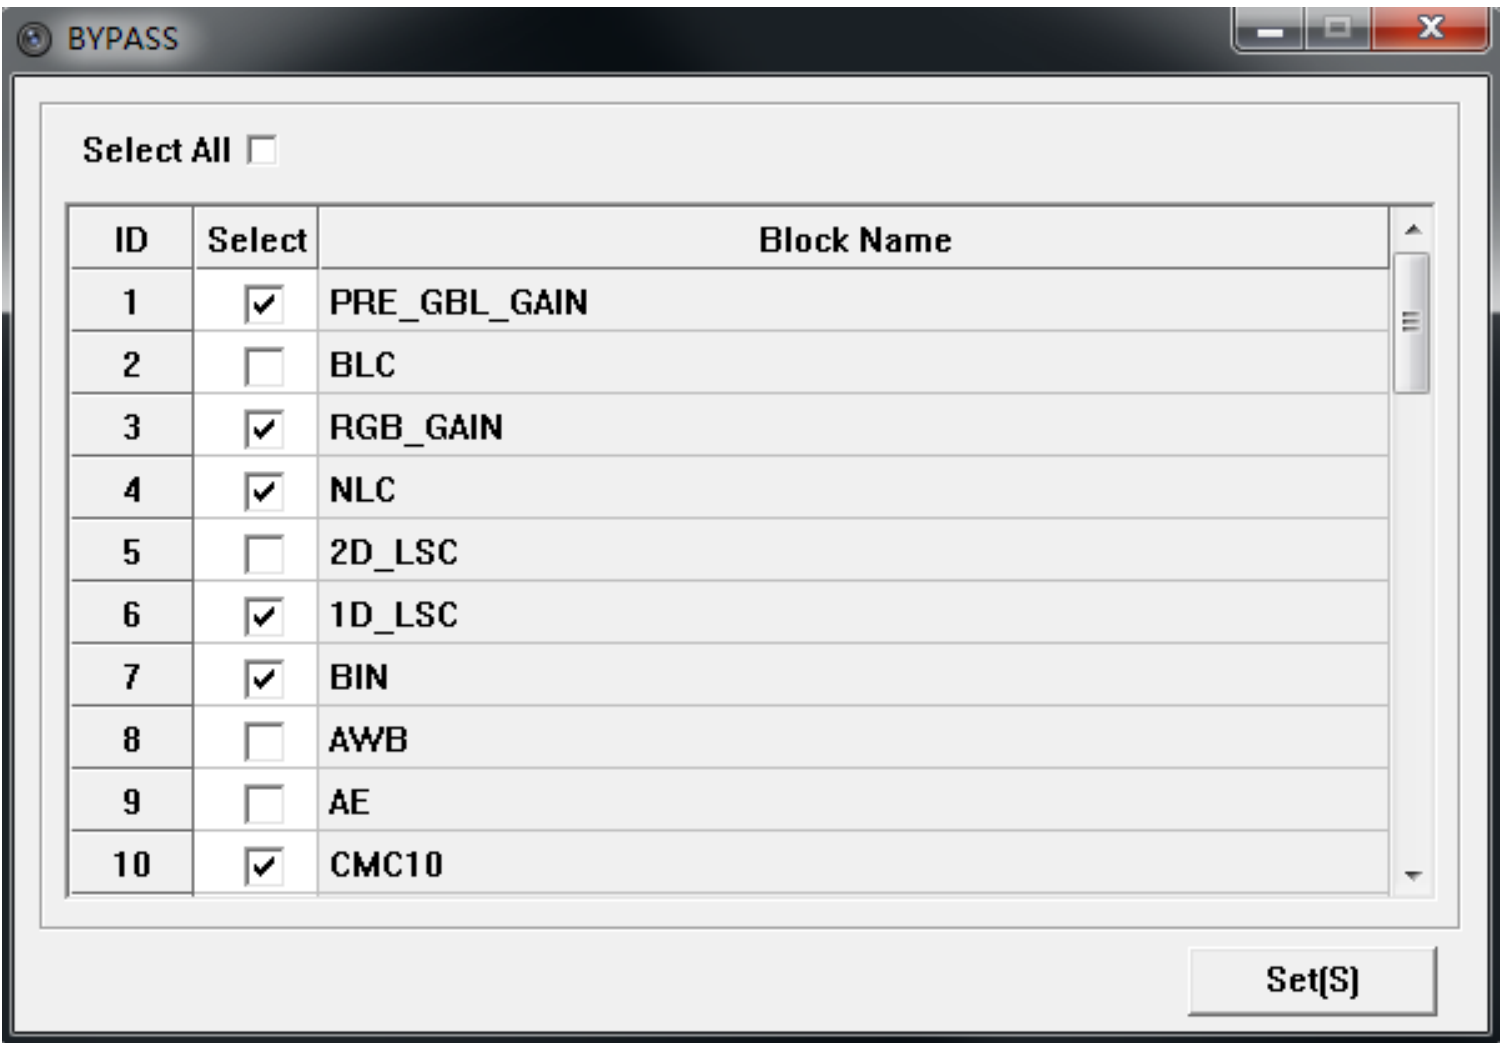 BYPASS
Select All
ID Select Block Name
1 PRE_GBL_GAIN
2 BLC
3 RGB_GAIN
4 NLC
5 2D_LSC
6 1D_LSC
7 BIN
8 AWB
9 AE
10 CMC10
Set(S)